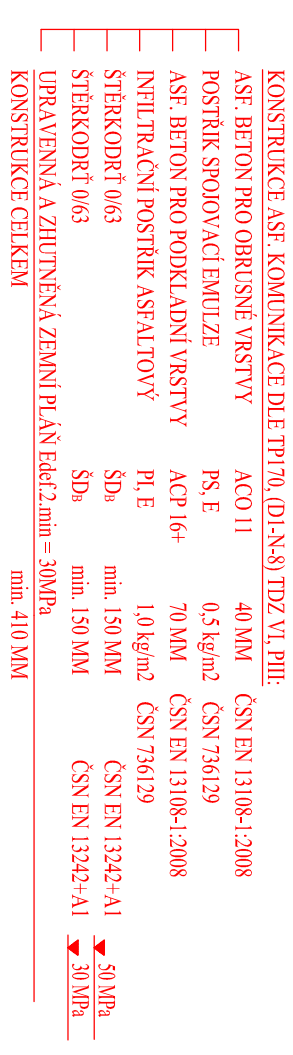 KONSTRUKCE ASF. KOMUNIKACE DLE TP170, (D1-N-8) TDZ VI, PIII:
ASF. BETON PRO OBRUSNÉ VRSTVY ACO 11 40 MM ČSN EN 13108-1:2008
POSTŘIK SPOJOVACÍ EMULZE PS, E 0,5 kg/m2 ČSN 736129
ASF. BETON PRO PODKLADNÍ VRSTVY ACP 16+ 70 MM ČSN EN 13108-1:2008
INFILTRAČNÍ POSTŘIK ASFALTOVÝ PI, E 1,0 kg/m2 ČSN 736129
ŠTĚRKODRŤ 0/63 ŠDB min. 150 MM ČSN EN 13242+A1 50 MPa
ŠTĚRKODRŤ 0/63 ŠDB min. 150 MM ČSN EN 13242+A1 30 MPa
UPRAVENNÁ A ZHUTNĚNÁ ZEMNÍ PLÁŇ Edef.2.min = 30MPa
KONSTRUKCE CELKEM min. 410 MM